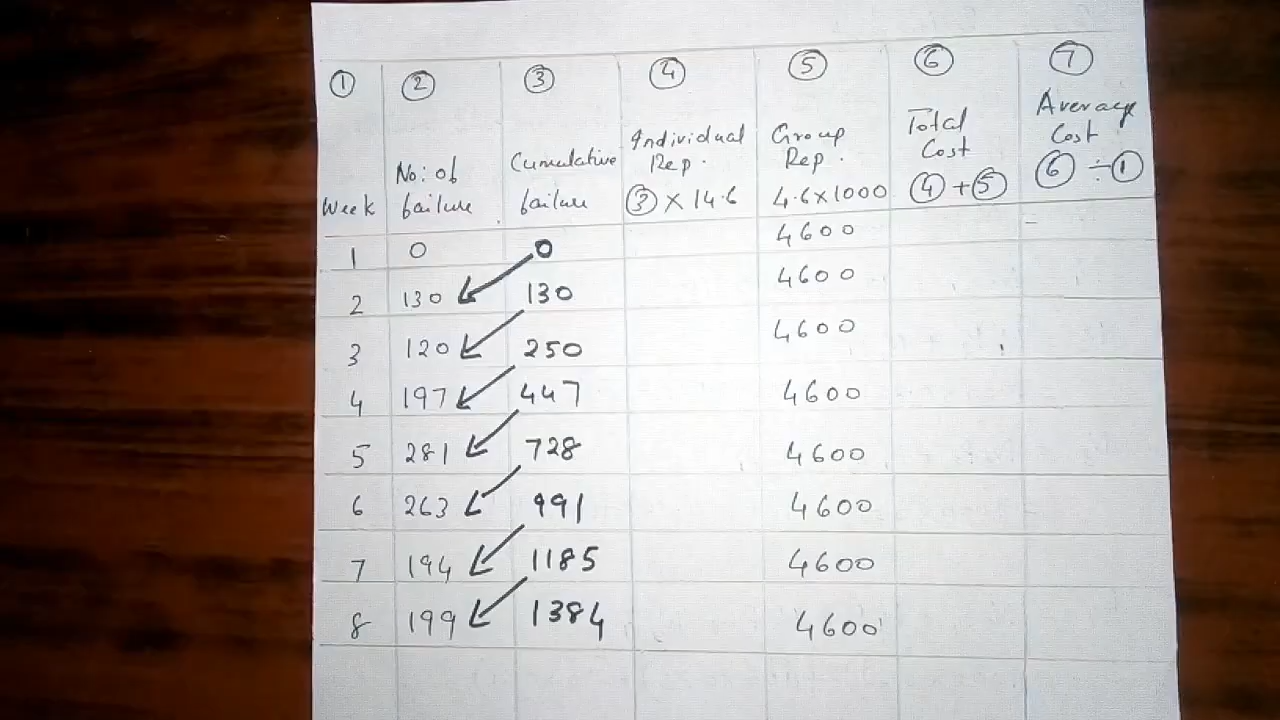 ① ② ③ ④ ⑤ ⑥ ⑦
Week No: of failure Cumulative failure Individual Rep. ③ × 14.6 Group Rep. 4.6×1000 Total Cost ④ + ⑤ Average Cost ⑥ ÷ ①
1 0 0 4600
2 130 130 4600
3 120 250 4600
4 197 447 4600
5 281 728 4600
6 263 991 4600
7 194 1185 4600
8 199 1384 4600